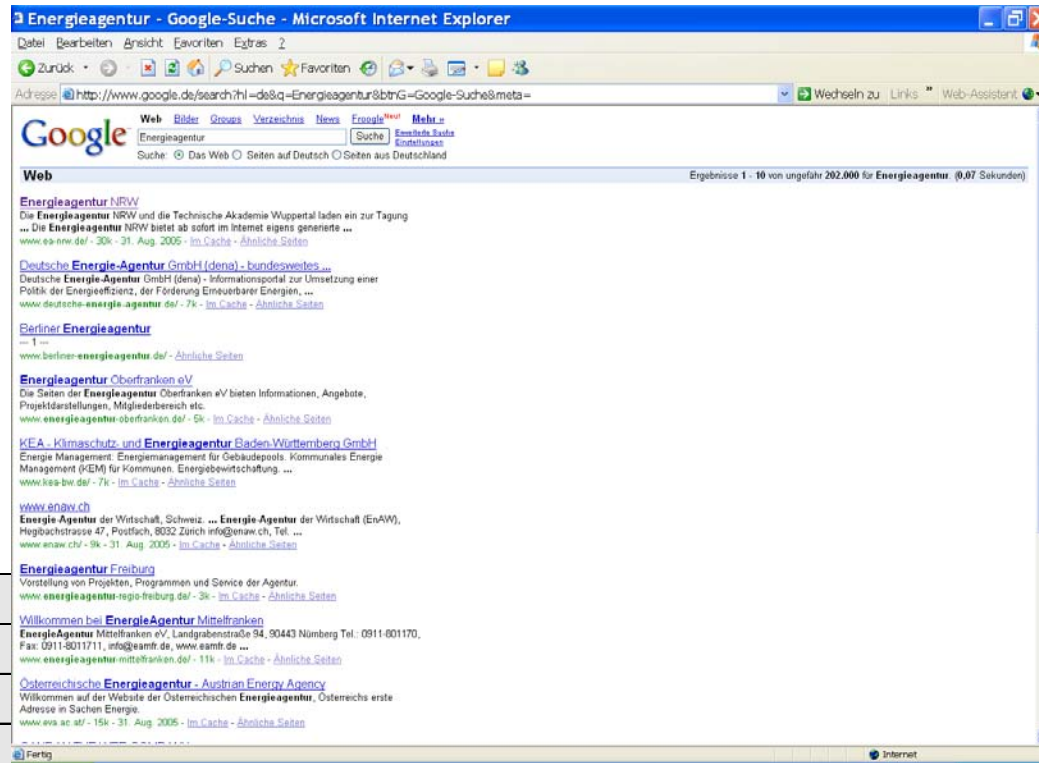 Energieagentur - Google-Suche - Microsoft Internet Explorer
Datei Bearbeiten Ansicht Favoriten Extras ?
Zurück Suchen Favoriten
Adresse http://www.google.de/search?hl=de&q=Energieagentur&btnG=Google-Suche&meta= Wechseln zu Links » Web-Assistent
Web Bilder Groups Verzeichnis News Froogle Neu! Mehr »
Google Energieagentur Suche Erweiterte Suche
Einstellungen
Suche: Das Web Seiten auf Deutsch Seiten aus Deutschland
Web Ergebnisse 1 - 10 von ungefähr 202.000 für Energieagentur. (0,07 Sekunden)
Energieagentur NRW
Die Energieagentur NRW und die Technische Akademie Wuppertal laden ein zur Tagung
... Die Energieagentur NRW bietet ab sofort im Internet eigens generierte ...
www.ea-nrw.de/ - 30k - 31. Aug. 2005 - Im Cache - Ähnliche Seiten
Deutsche Energie-Agentur GmbH (dena) - bundesweites ...
Deutsche Energie-Agentur GmbH (dena) - Informationsportal zur Umsetzung einer
Politik der Energieeffizienz, der Förderung Erneuerbarer Energien, ...
www.deutsche-energie-agentur.de/ - 7k - Im Cache - Ähnliche Seiten
Berliner Energieagentur
--- 1 ---
www.berliner-energieagentur.de/ - Ähnliche Seiten
Energieagentur Oberfranken eV
Die Seiten der Energieagentur Oberfranken eV bieten Informationen, Angebote,
Projektdarstellungen, Mitgliederbereich etc.
www.energieagentur-oberfranken.de/ - 5k - Im Cache - Ähnliche Seiten
KEA - Klimaschutz- und Energieagentur Baden-Württemberg GmbH
Energie Management: Energiemanagement für Gebäudepools. Kommunales Energie
Management (KEM) für Kommunen. Energiebewirtschaftung. ...
www.kea-bw.de/ - 7k - Im Cache - Ähnliche Seiten
www.enaw.ch
Energie-Agentur der Wirtschaft, Schweiz. ... Energie-Agentur der Wirtschaft (EnAW),
Hegibachstrasse 47, Postfach, 8032 Zürich info@enaw.ch, Tel. ...
www.enaw.ch/ - 9k - 31. Aug. 2005 - Im Cache - Ähnliche Seiten
Energieagentur Freiburg
Vorstellung von Projekten, Programmen und Service der Agentur.
www.energieagentur-regio-freiburg.de/ - 3k - Im Cache - Ähnliche Seiten
Willkommen bei EnergieAgentur Mittelfranken
EnergieAgentur Mittelfranken eV, Landgrabenstraße 94, 90443 Nürnberg Tel.: 0911-801170,
Fax: 0911-8011711, info@eamfr.de, www.eamfr.de ...
www.energieagentur-mittelfranken.de/ - 11k - Im Cache - Ähnliche Seiten
Österreichische Energieagentur - Austrian Energy Agency
Willkommen auf der Website der Österreichischen Energieagentur, Österreichs erste
Adresse in Sachen Energie.
www.eva.ac.at/ - 15k - 31. Aug. 2005 - Im Cache - Ähnliche Seiten
Fertig Internet